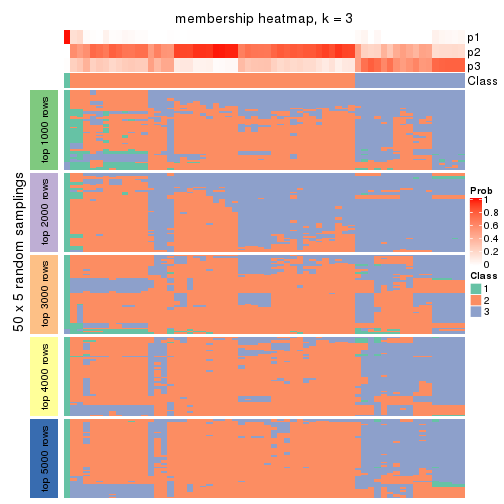 membership heatmap, k = 3
p1
p2
p3
Class
50 x 5 random samplings
top 1000 rows
top 2000 rows
top 3000 rows
top 4000 rows
top 5000 rows
Prob
1
0.8
0.6
0.4
0.2
0
Class
1
2
3